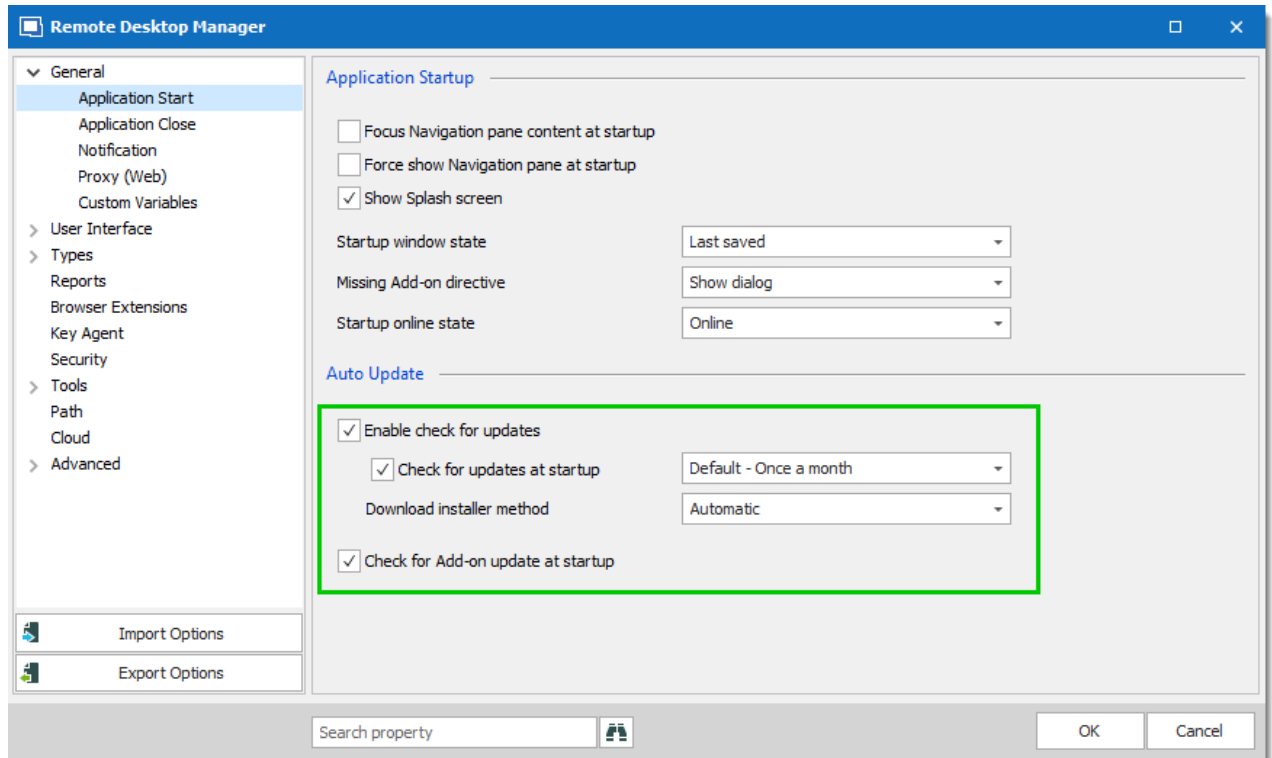 Remote Desktop Manager
General
Application Start
Application Close
Notification
Proxy (Web)
Custom Variables
User Interface
Types
Reports
Browser Extensions
Key Agent
Security
Tools
Path
Cloud
Advanced
Import Options
Export Options
Application Startup
Focus Navigation pane content at startup
Force show Navigation pane at startup
Show Splash screen
Startup window state Last saved
Missing Add-on directive Show dialog
Startup online state Online
Auto Update
Enable check for updates
Check for updates at startup Default - Once a month
Download installer method Automatic
Check for Add-on update at startup
Search property
OK Cancel